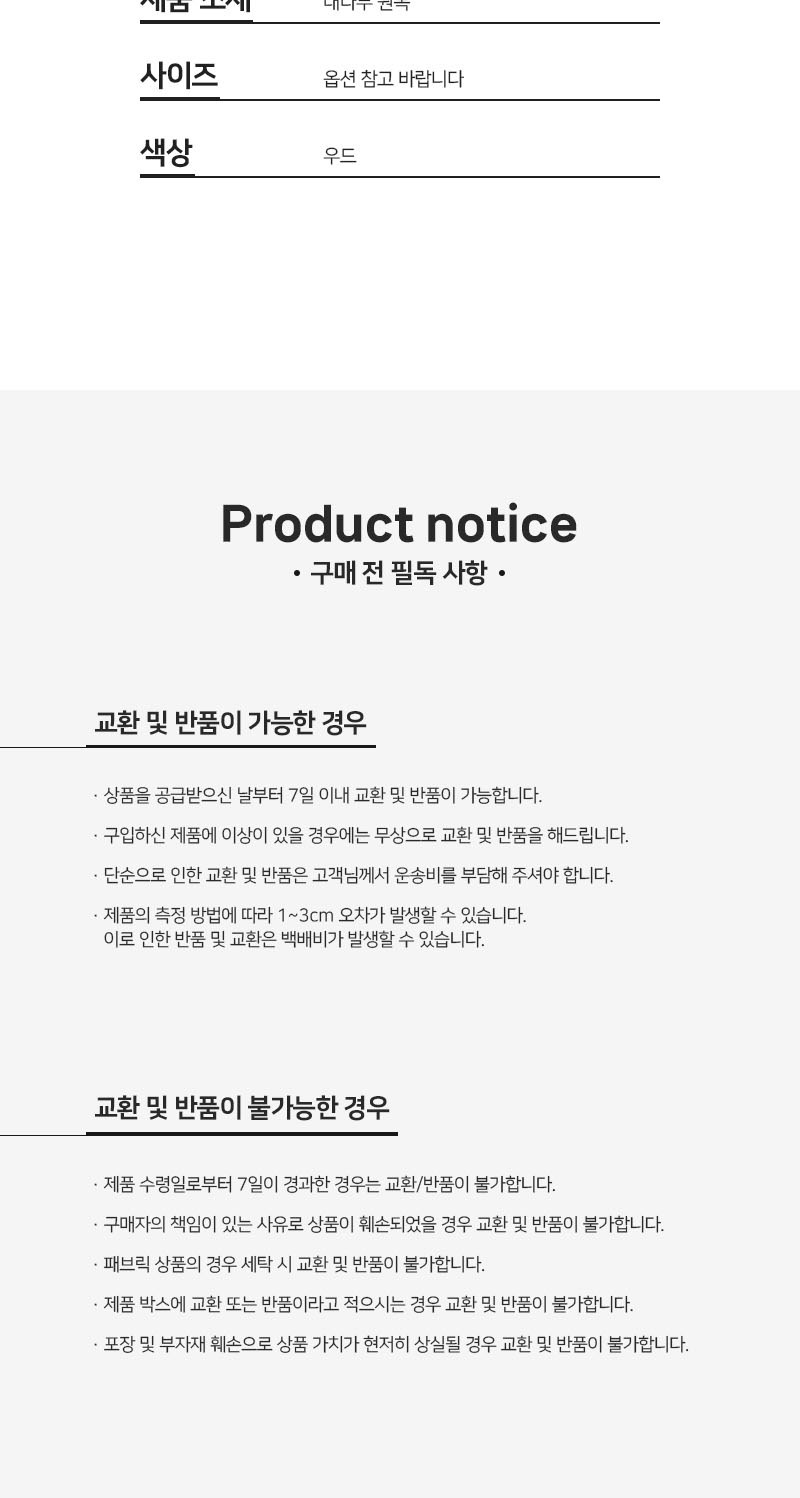 제품 소재
대나무 원목
사이즈
옵션 참고 바랍니다
색상
우드
Product notice
• 구매 전 필독 사항 •
교환 및 반품이 가능한 경우
· 상품을 공급받으신 날부터 7일 이내 교환 및 반품이 가능합니다.
· 구입하신 제품에 이상이 있을 경우에는 무상으로 교환 및 반품을 해드립니다.
· 단순으로 인한 교환 및 반품은 고객님께서 운송비를 부담해 주셔야 합니다.
· 제품의 측정 방법에 따라 1~3cm 오차가 발생할 수 있습니다.
이로 인한 반품 및 교환은 백배비가 발생할 수 있습니다.
교환 및 반품이 불가능한 경우
· 제품 수령일로부터 7일이 경과한 경우는 교환/반품이 불가합니다.
· 구매자의 책임이 있는 사유로 상품이 훼손되었을 경우 교환 및 반품이 불가합니다.
· 패브릭 상품의 경우 세탁 시 교환 및 반품이 불가합니다.
· 제품 박스에 교환 또는 반품이라고 적으시는 경우 교환 및 반품이 불가합니다.
· 포장 및 부자재 훼손으로 상품 가치가 현저히 상실될 경우 교환 및 반품이 불가합니다.